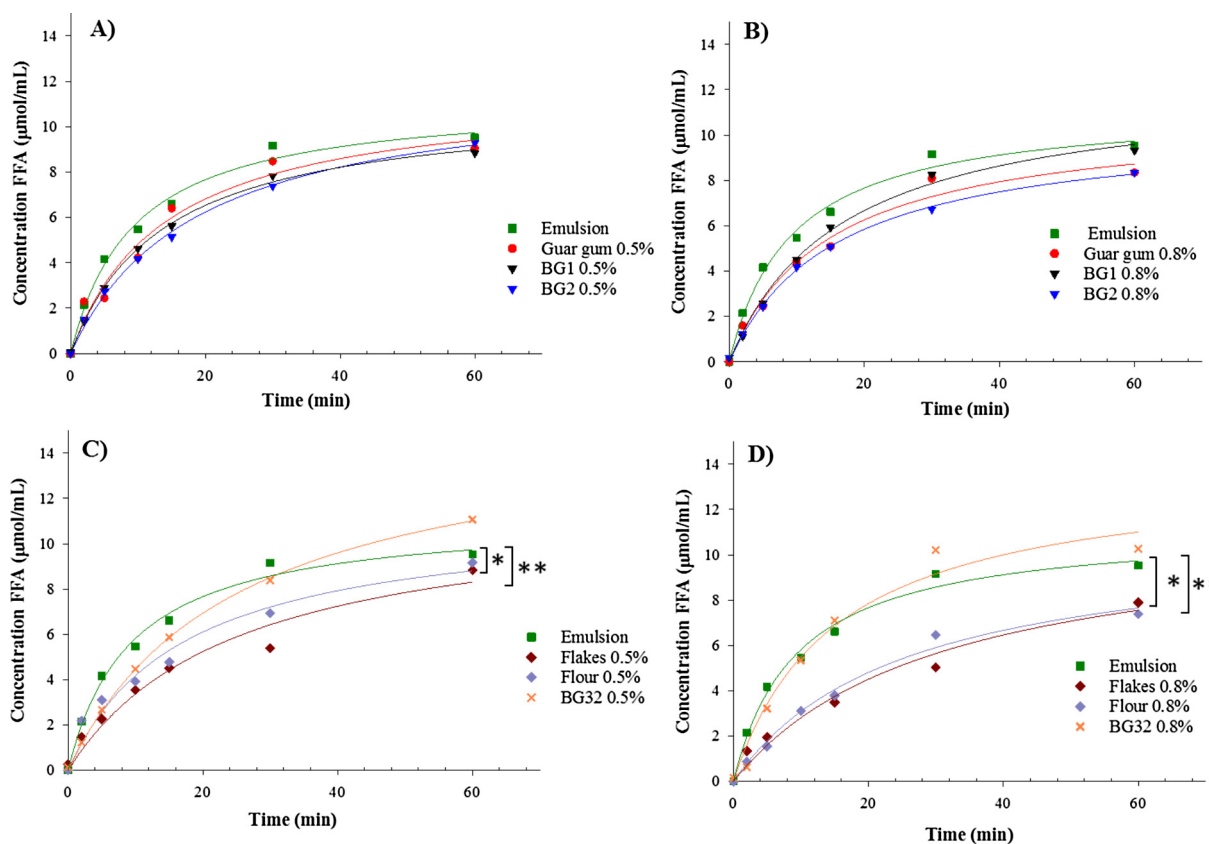 A)
Concentration FFA (µmol/mL)
14
12
10
8
6
4
2
0
Emulsion
Guar gum 0.5%
BG1 0.5%
BG2 0.5%
0 20 40 60
Time (min)
B)
Concentration FFA (µmol/mL)
14
12
10
8
6
4
2
0
Emulsion
Guar gum 0.8%
BG1 0.8%
BG2 0.8%
0 20 40 60
Time (min)
C)
Concentration FFA (µmol/mL)
14
12
10
8
6
4
2
0
* **
Emulsion
Flakes 0.5%
Flour 0.5%
BG32 0.5%
0 20 40 60
Time (min)
D)
Concentration FFA (µmol/mL)
14
12
10
8
6
4
2
0
* *
Emulsion
Flakes 0.8%
Flour 0.8%
BG32 0.8%
0 20 40 60
Time (min)